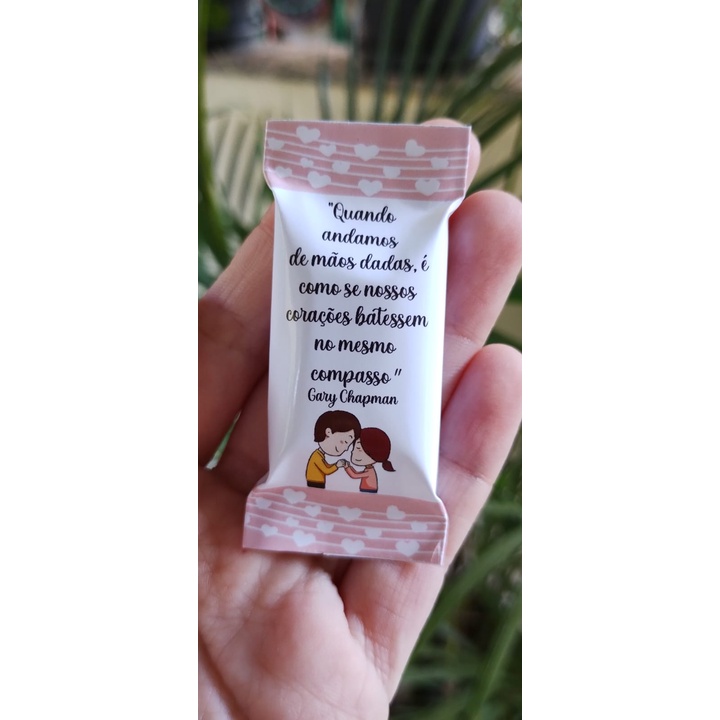 "Quando
andamos
de mãos dadas, é
como se nossos
corações batessem
no mesmo
compasso"
Gary Chapman